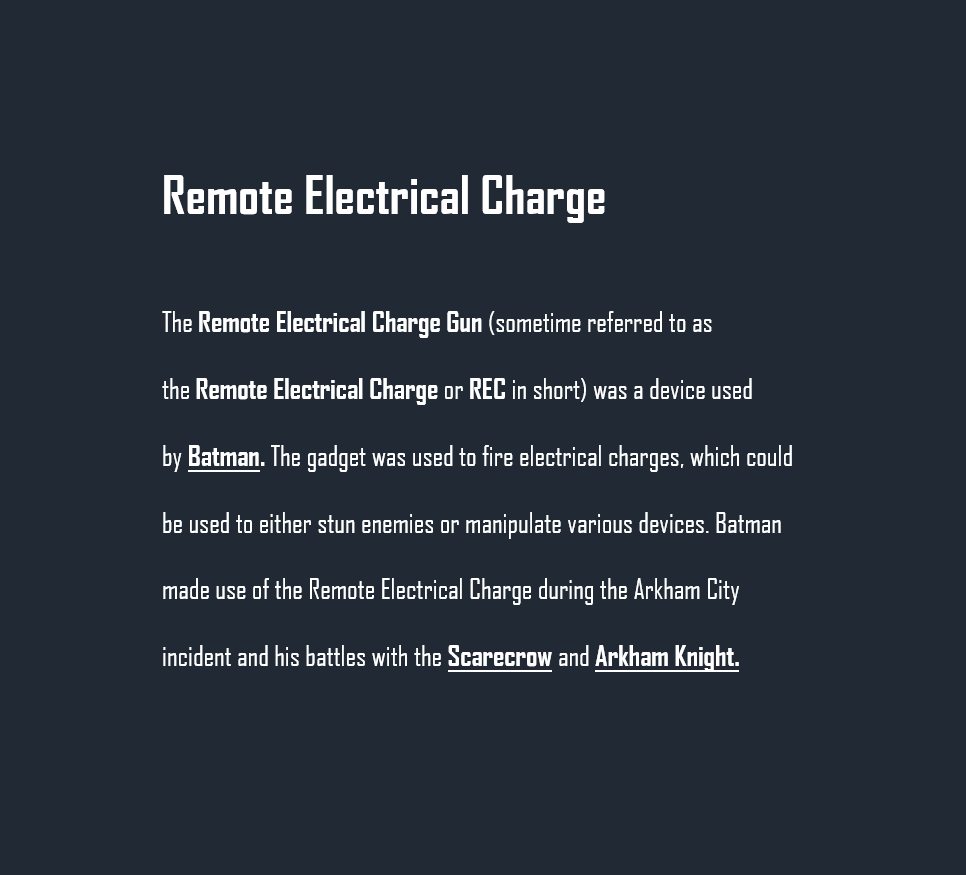 Remote Electrical Charge
The Remote Electrical Charge Gun (sometime referred to as
the Remote Electrical Charge or REC in short) was a device used
by Batman. The gadget was used to fire electrical charges, which could
be used to either stun enemies or manipulate various devices. Batman
made use of the Remote Electrical Charge during the Arkham City
incident and his battles with the Scarecrow and Arkham Knight.